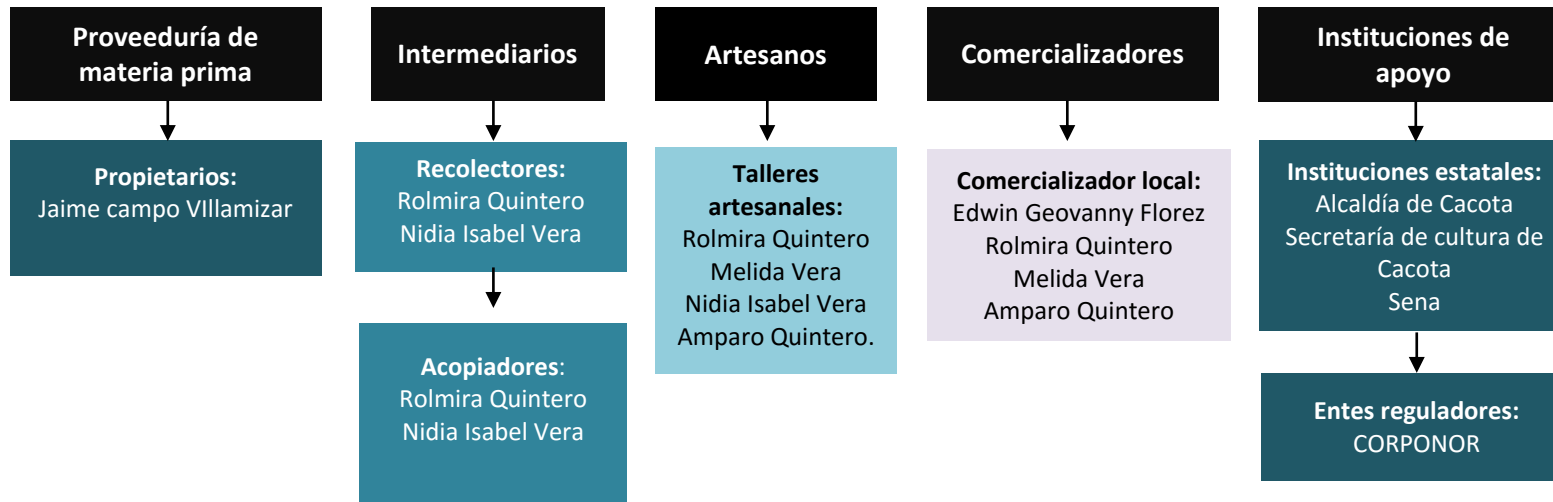 Proveeduría de
materia prima
Propietarios:
Jaime campo VIllamizar
Intermediarios
Recolectores:
Rolmira Quintero
Nidia Isabel Vera
Acopiadores:
Rolmira Quintero
Nidia Isabel Vera
Artesanos
Talleres
artesanales:
Rolmira Quintero
Melida Vera
Nidia Isabel Vera
Amparo Quintero.
Comercializadores
Comercializador local:
Edwin Geovanny Florez
Rolmira Quintero
Melida Vera
Amparo Quintero
Instituciones de
apoyo
Instituciones estatales:
Alcaldía de Cacota
Secretaría de cultura de
Cacota
Sena
Entes reguladores:
CORPONOR